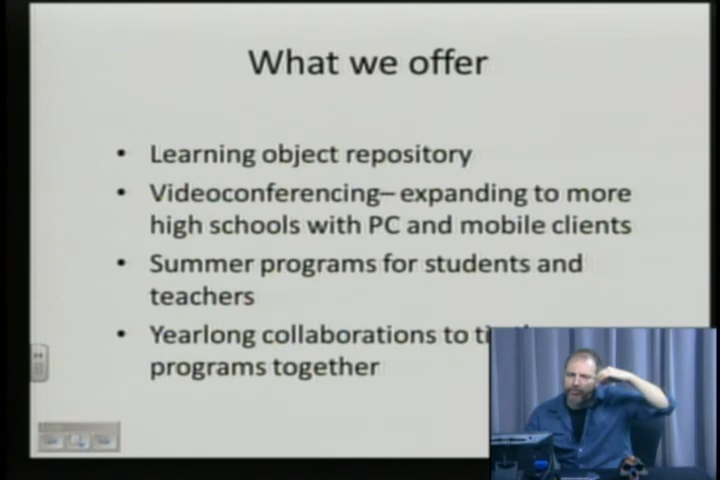 What we offer
• Learning object repository
• Videoconferencing– expanding to more
high schools with PC and mobile clients
• Summer programs for students and
teachers
• Yearlong collaborations to
programs together